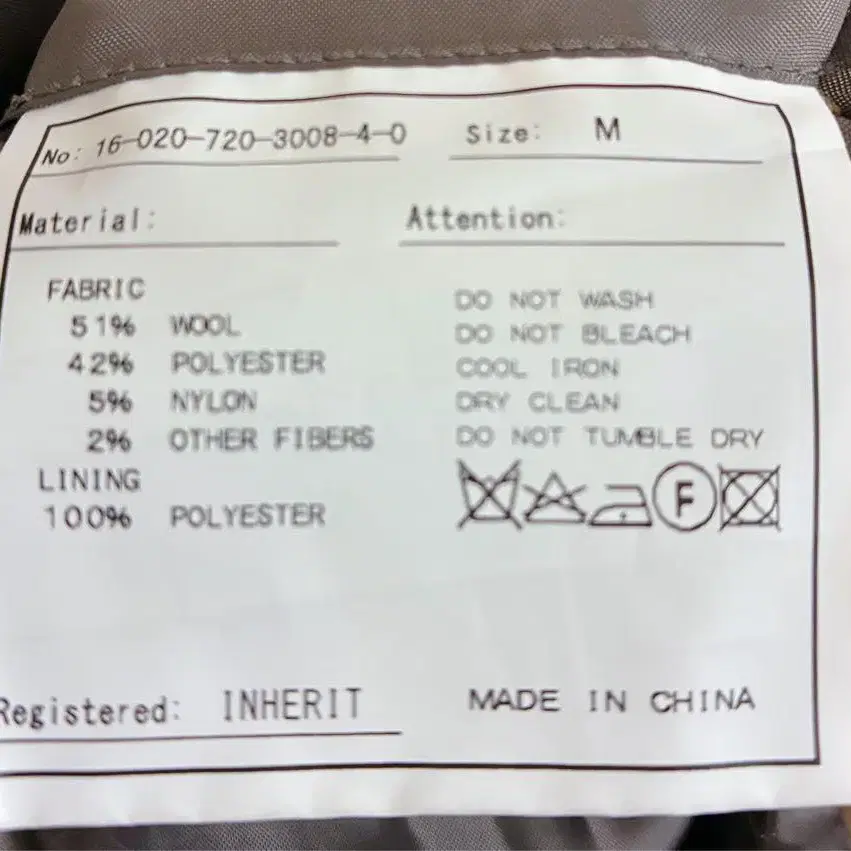 No: 16-020-720-3008-4-0 Size: M
Material: Attention:
FABRIC
51% WOOL
42% POLYESTER
5% NYLON
2% OTHER FIBERS
LINING
100% POLYESTER
DO NOT WASH
DO NOT BLEACH
COOL IRON
DRY CLEAN
DO NOT TUMBLE DRY
F
Registered: INHERIT
MADE IN CHINA